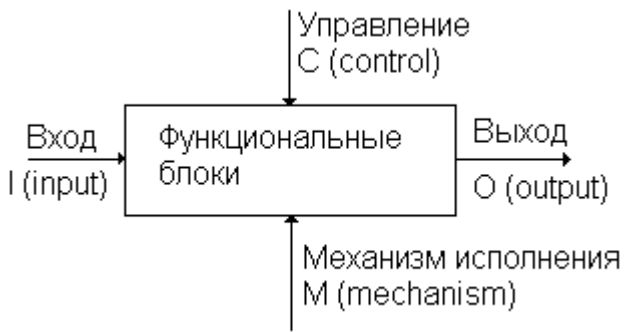 Управление
C (control)
Вход
I (input)
Функциональные
блоки
Выход
O (output)
Механизм исполнения
M (mechanism)